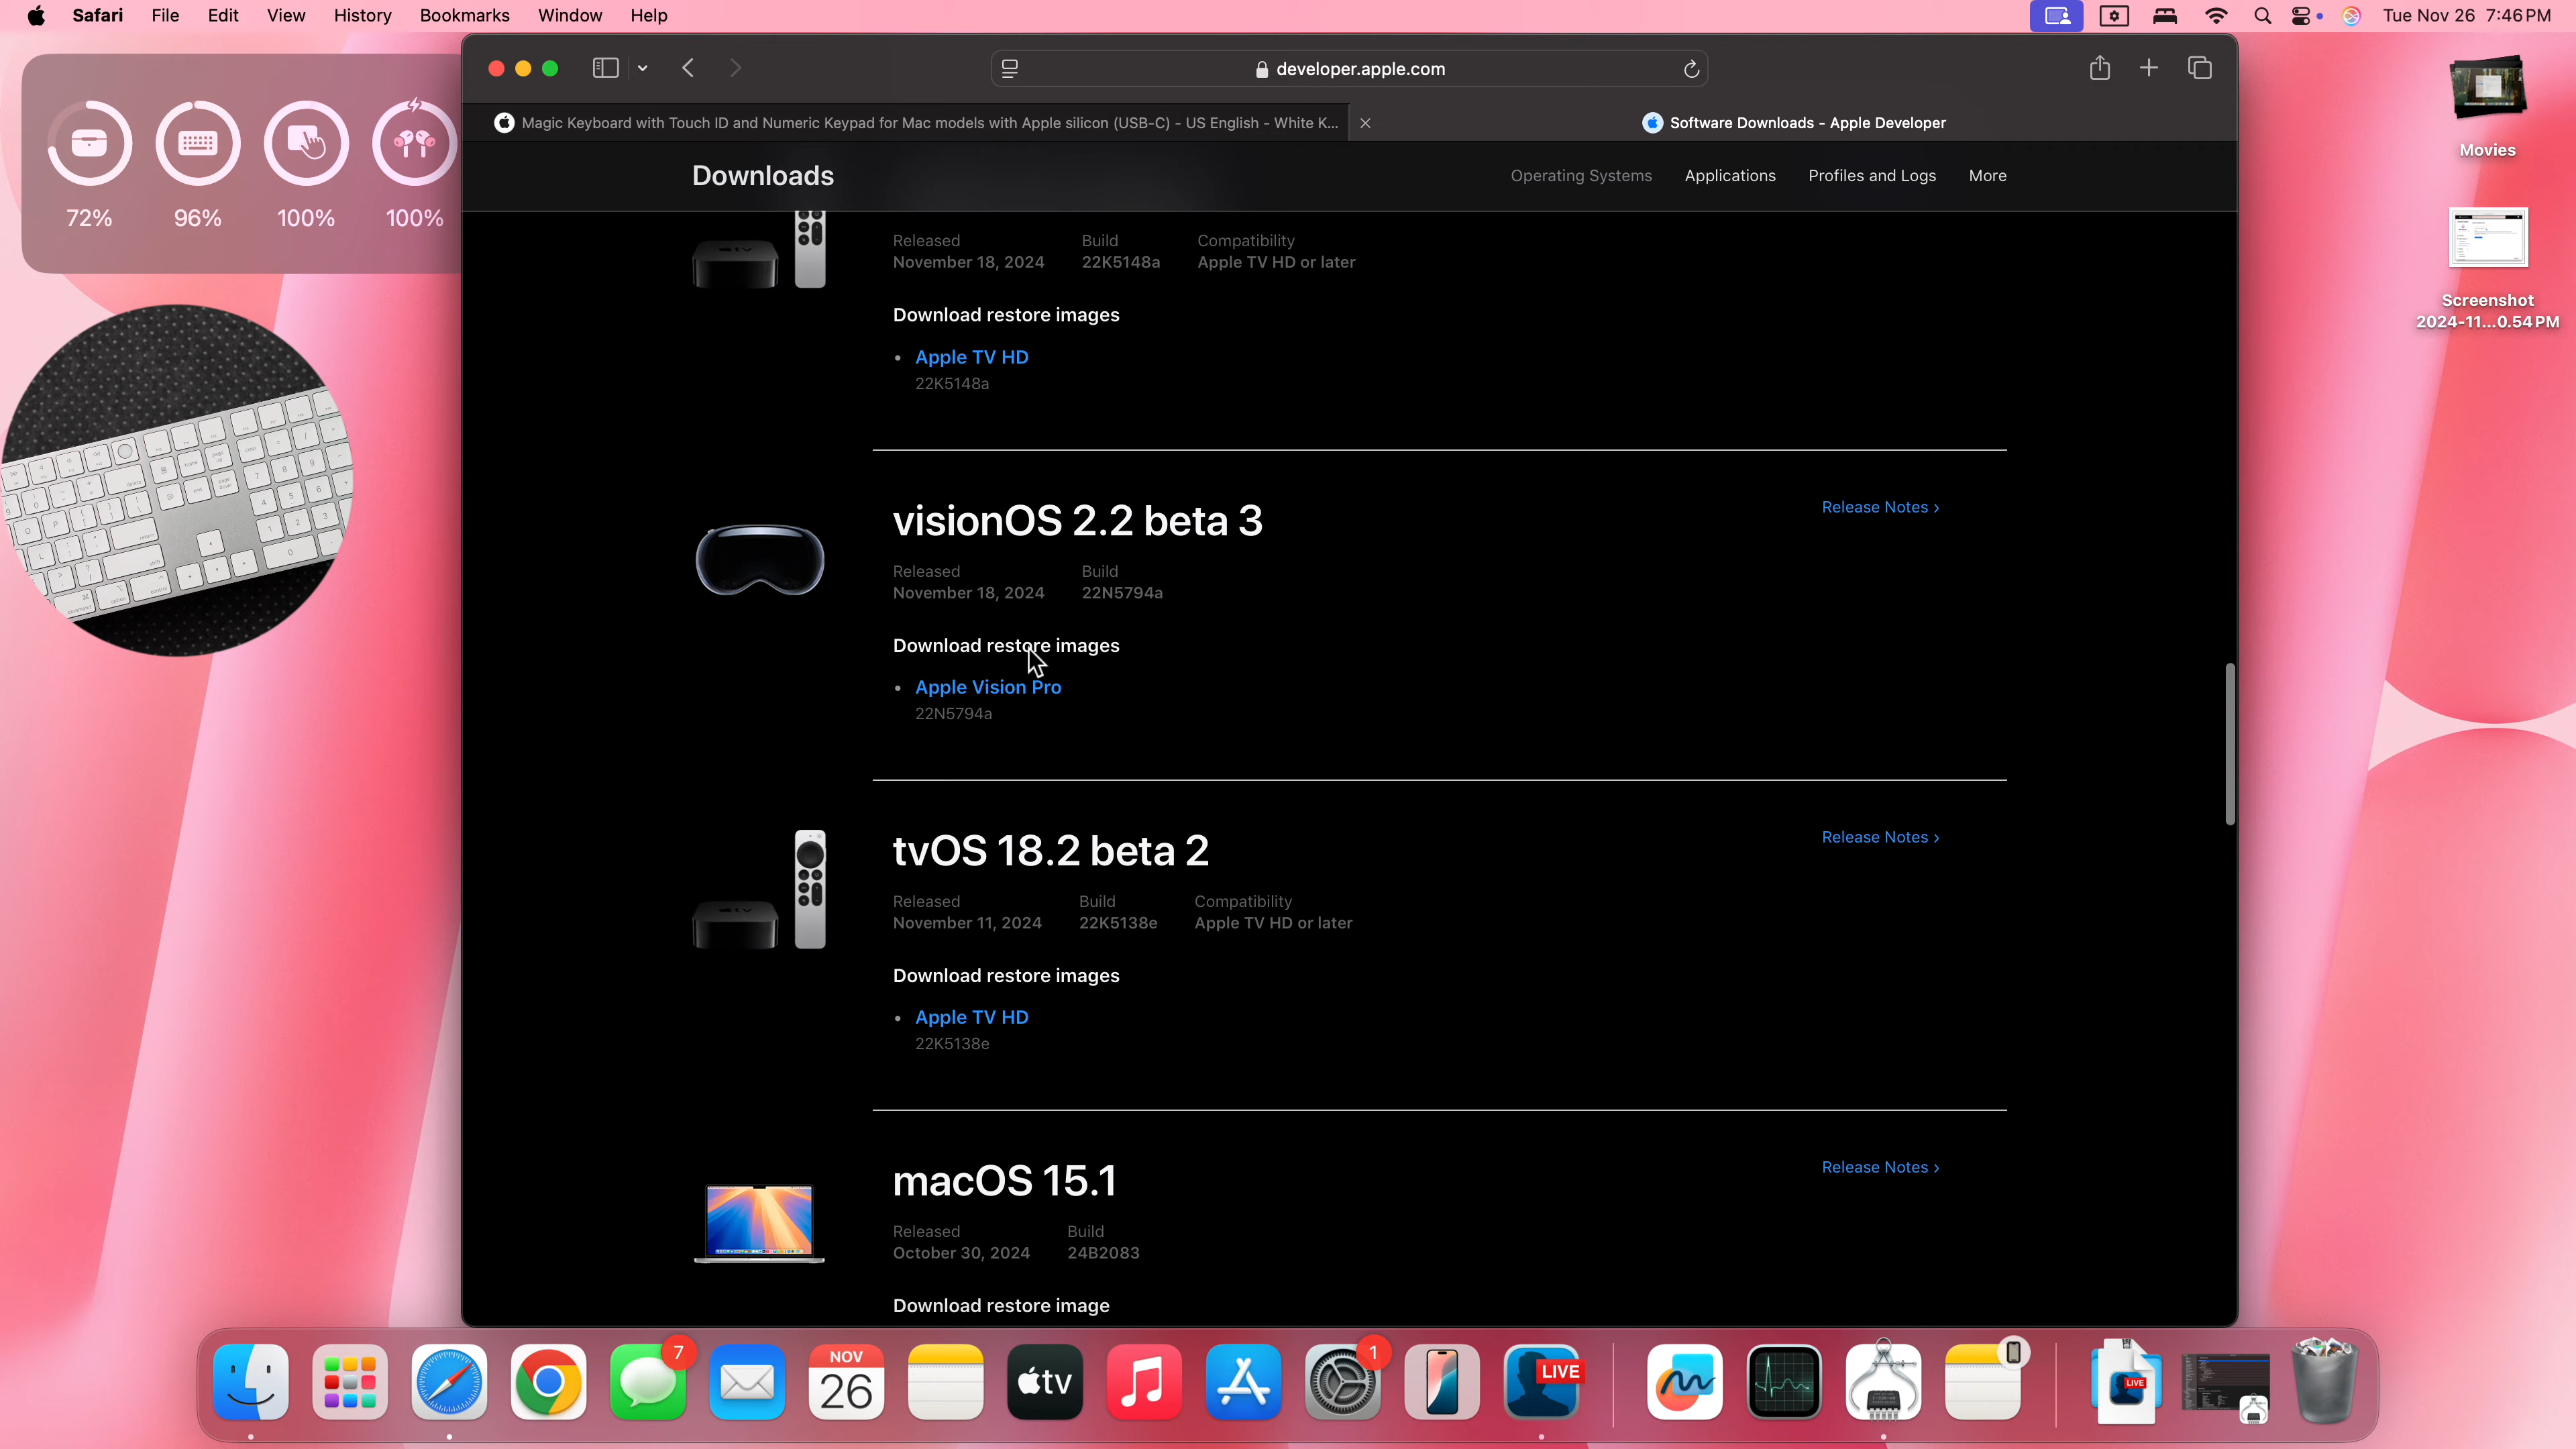 Safari File Edit View History Bookmarks Window Help
Tue Nov 26 7:46 PM
72% 96% 100% 100%
developer.apple.com
Magic Keyboard with Touch ID and Numeric Keypad for Mac models with Apple silicon (USB-C) - US English - White K...
Software Downloads - Apple Developer
Movies
Screenshot
2024-11...0.54 PM
Downloads
Operating Systems Applications Profiles and Logs More
Released Build Compatibility
November 18, 2024 22K5148a Apple TV HD or later
Download restore images
• Apple TV HD
22K5148a
visionOS 2.2 beta 3
Release Notes ›
Released Build
November 18, 2024 22N5794a
Download restore images
• Apple Vision Pro
22N5794a
tvOS 18.2 beta 2
Release Notes ›
Released Build Compatibility
November 11, 2024 22K5138e Apple TV HD or later
Download restore images
• Apple TV HD
22K5138e
macOS 15.1
Release Notes ›
Released Build
October 30, 2024 24B2083
Download restore image
7
NOV
26
tv
1
LIVE
LIVE